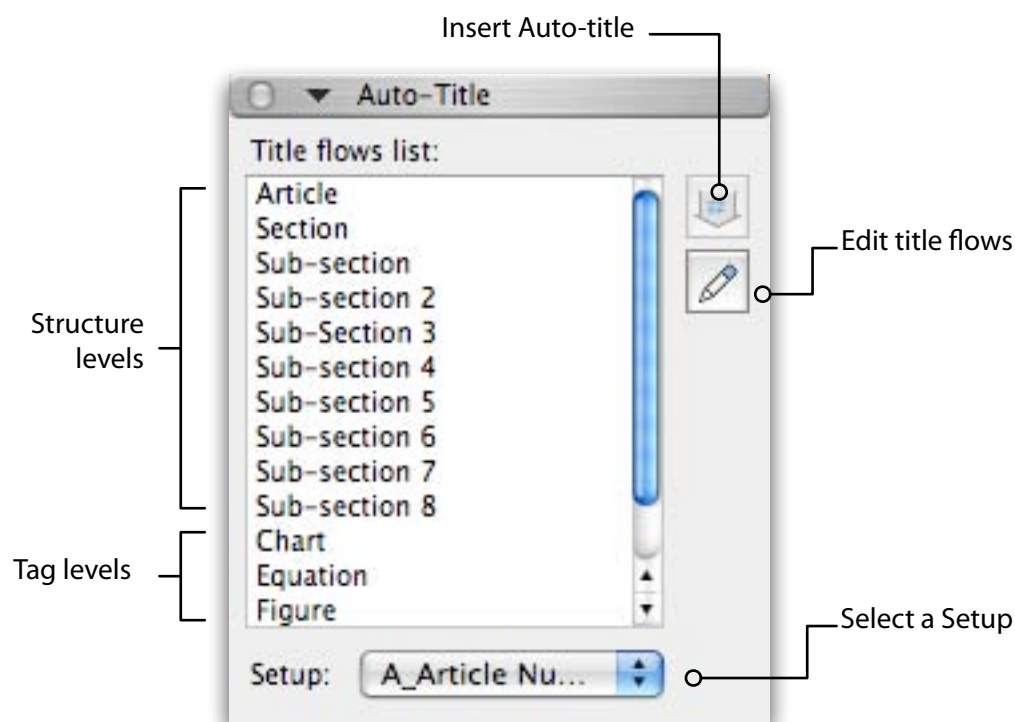 Insert Auto-title
Auto-Title
Title flows list:
Article
Section
Sub-section
Sub-section 2
Sub-Section 3
Sub-section 4
Sub-section 5
Sub-section 6
Sub-section 7
Sub-section 8
Chart
Equation
Figure
Edit title flows
Structure
levels
Tag levels
Setup: A_Article Nu...
Select a Setup